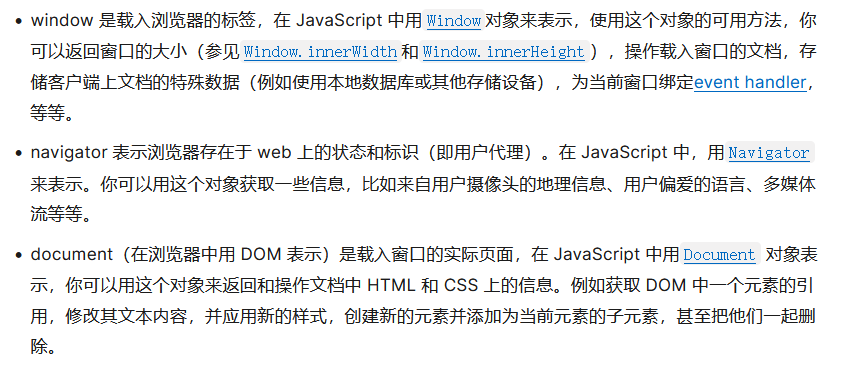 • window 是载入浏览器的标签，在 JavaScript 中用 Window 对象来表示，使用这个对象的可用方法，你
可以返回窗口的大小（参见 Window.innerWidth 和 Window.innerHeight ），操作载入窗口的文档，存
储客户端上文档的特殊数据（例如使用本地数据库或其他存储设备），为当前窗口绑定event handler，
等等。
• navigator 表示浏览器存在于 web 上的状态和标识（即用户代理）。在 JavaScript 中，用 Navigator
来表示。你可以用这个对象获取一些信息，比如来自用户摄像头的地理信息、用户偏爱的语言、多媒体
流等等。
• document（在浏览器中用 DOM 表示）是载入窗口的实际页面，在 JavaScript 中用 Document 对象表
示，你可以用这个对象来返回和操作文档中 HTML 和 CSS 上的信息。例如获取 DOM 中一个元素的引
用，修改其文本内容，并应用新的样式，创建新的元素并添加为当前元素的子元素，甚至把他们一起删
除。